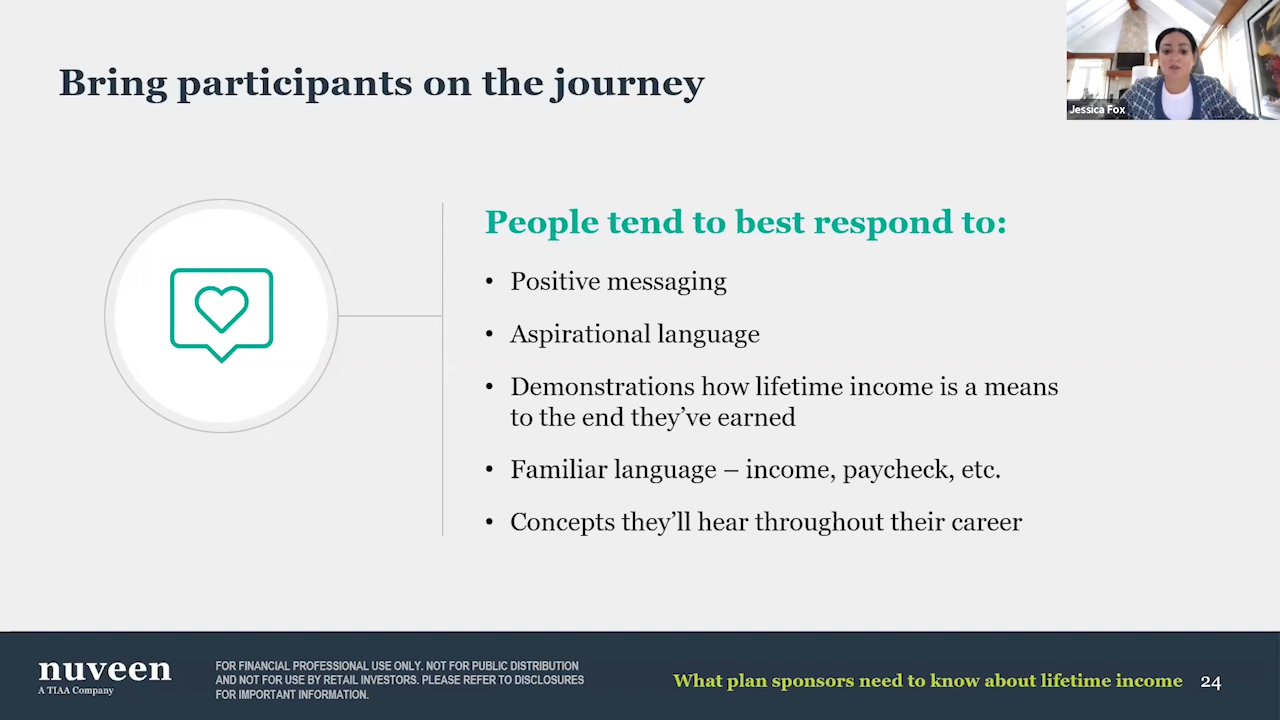 Bring participants on the journey
Jessica Fox
People tend to best respond to:
• Positive messaging
• Aspirational language
• Demonstrations how lifetime income is a means
to the end they’ve earned
• Familiar language – income, paycheck, etc.
• Concepts they’ll hear throughout their career
nuveen
A TIAA Company
FOR FINANCIAL PROFESSIONAL USE ONLY. NOT FOR PUBLIC DISTRIBUTION
AND NOT FOR USE BY RETAIL INVESTORS. PLEASE REFER TO DISCLOSURES
FOR IMPORTANT INFORMATION.
What plan sponsors need to know about lifetime income 24